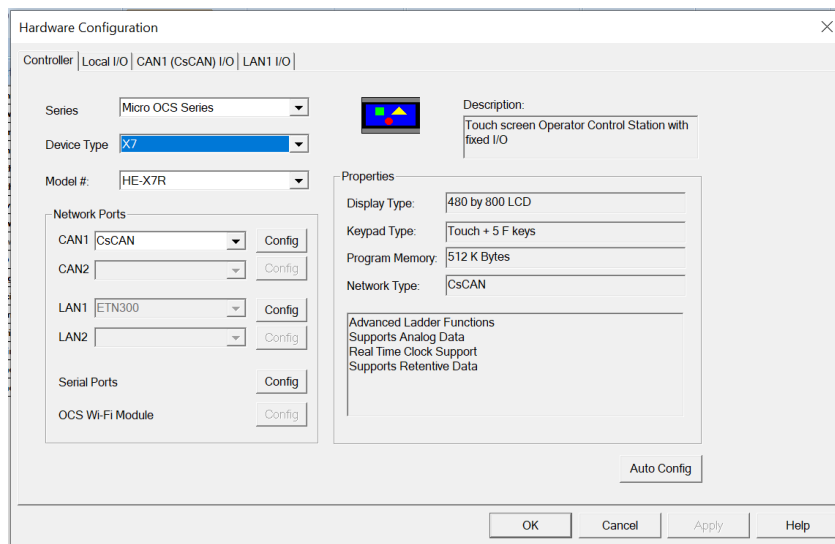 Hardware Configuration
Controller
Local I/O
CAN1 (CsCAN) I/O
LAN1 I/O
Series
Micro OCS Series
Device Type
X7
Model #:
HE-X7R
Description:
Touch screen Operator Control Station with
fixed I/O
Network Ports
CAN1
CsCAN
Config
CAN2
Config
LAN1
ETN300
Config
LAN2
Config
Serial Ports
Config
OCS Wi-Fi Module
Config
Properties
Display Type:
480 by 800 LCD
Keypad Type:
Touch + 5 F keys
Program Memory:
512 K Bytes
Network Type:
CsCAN
Advanced Ladder Functions
Supports Analog Data
Real Time Clock Support
Supports Retentive Data
Auto Config
OK
Cancel
Apply
Help